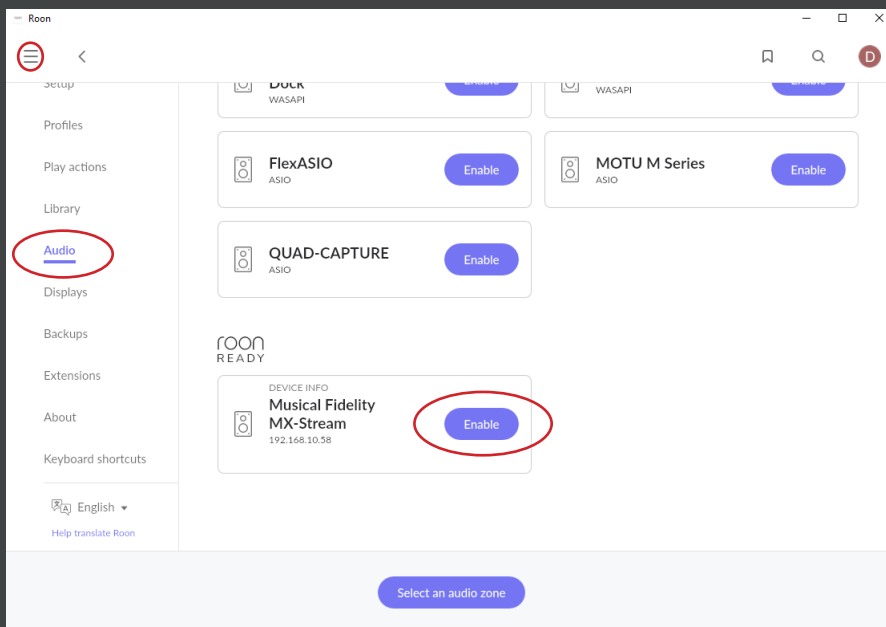 Roon
D
Setup
Profiles
Play actions
Library
Audio
Displays
Backups
Extensions
About
Keyboard shortcuts
English
Help translate Roon
Dock
WASAPI
Enable
WASAPI
Enable
FlexASIO
ASIO
Enable
MOTU M Series
ASIO
Enable
QUAD-CAPTURE
ASIO
Enable
roon
READY
DEVICE INFO
Musical Fidelity
MX-Stream
192.168.10.58
Enable
Select an audio zone